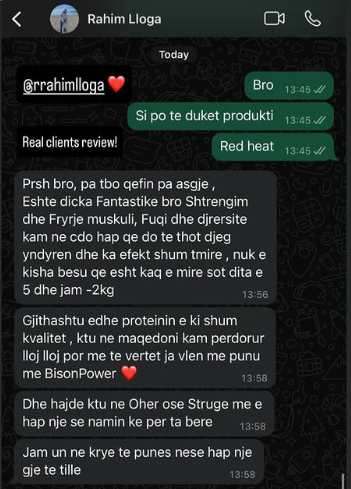 Rahim Lloga
Today
@rrahimlloga ❤️
Bro 13:45
Si po te duket produkti 13:45
Real clients review!
Red heat 13:45
Prsh bro, pa tbo qefin pa asgje ,
Eshte dicka Fantastike bro Shtrengim
dhe Fryrje muskuli, Fuqi dhe djrersite
kam ne cdo hap qe do te thot djeg
yndyren dhe ka efekt shum tmire , nuk e
kisha besu qe esht kaq e mire sot dita e
5 dhe jam -2kg
13:56
Gjithashtu edhe proteinin e ki shum
kvalitet , ktu ne maqedoni kam perdorur
lloj lloj por me te vertet ja vlen me punu
me BisonPower ❤️
13:58
Dhe hajde ktu ne Oher ose Struge me e
hap nje se namin ke per ta bere
13:58
Jam un ne krye te punes nese hap nje
gje te tille
13:58